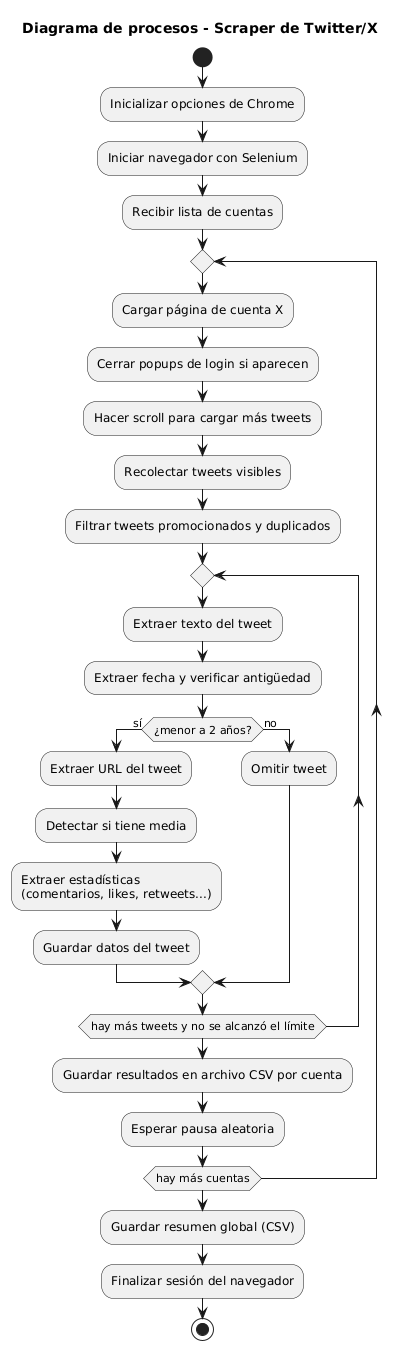 Diagrama de procesos - Scraper de Twitter/X
Inicializar opciones de Chrome
Iniciar navegador con Selenium
Recibir lista de cuentas
Cargar página de cuenta X
Cerrar popups de login si aparecen
Hacer scroll para cargar más tweets
Recolectar tweets visibles
Filtrar tweets promocionados y duplicados
Extraer texto del tweet
Extraer fecha y verificar antigüedad
sí
¿menor a 2 años?
no
Extraer URL del tweet
Omitir tweet
Detectar si tiene media
Extraer estadísticas
(comentarios, likes, retweets...)
Guardar datos del tweet
hay más tweets y no se alcanzó el límite
Guardar resultados en archivo CSV por cuenta
Esperar pausa aleatoria
hay más cuentas
Guardar resumen global (CSV)
Finalizar sesión del navegador